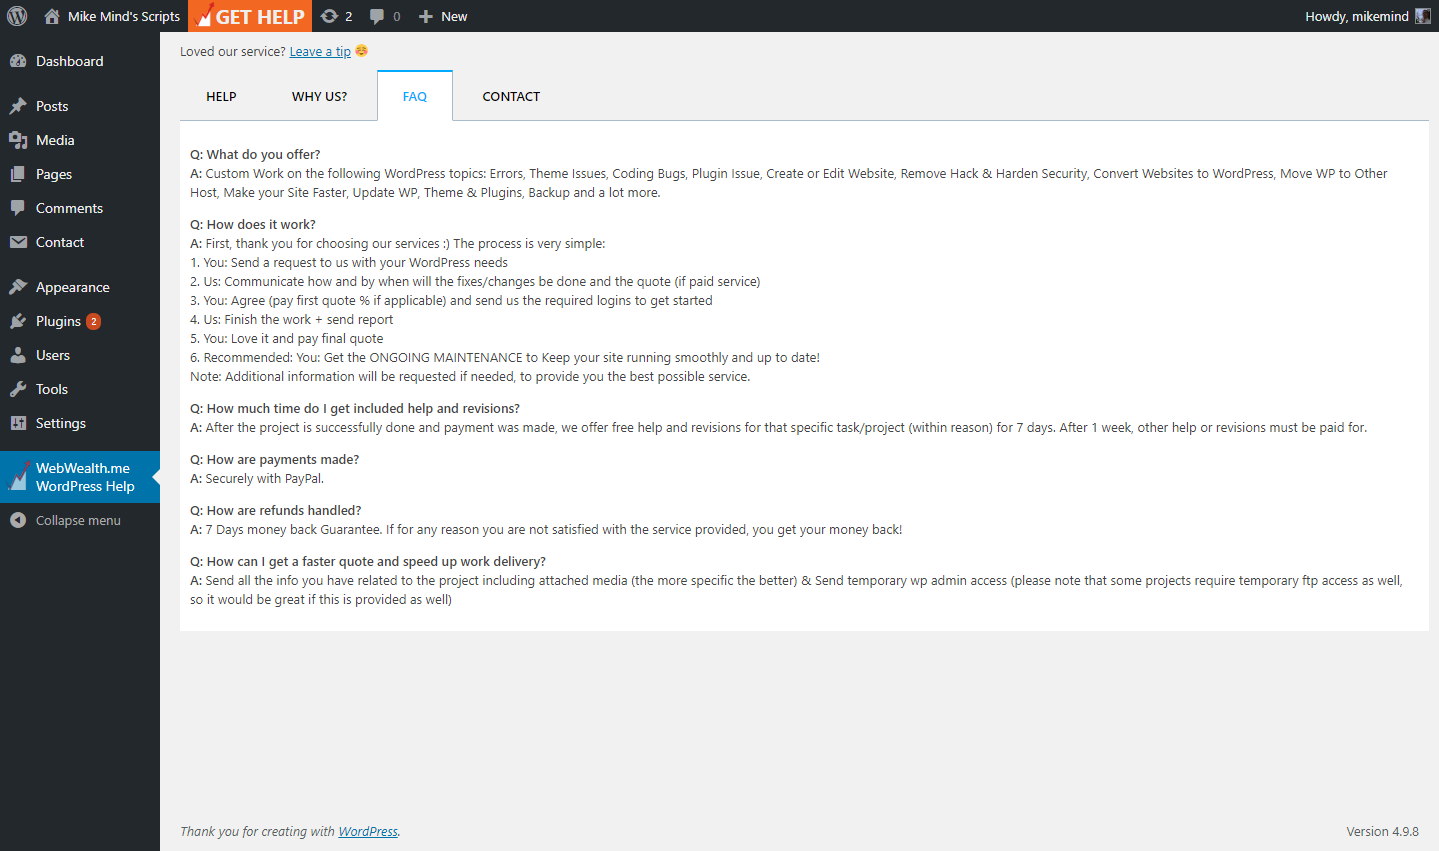 Mike Mind's Scripts GET HELP 2 0 New Howdy, mikemind
Dashboard
Posts
Media
Pages
Comments
Contact
Appearance
Plugins 2
Users
Tools
Settings
WebWealth.me
WordPress Help
Collapse menu
Loved our service? Leave a tip
HELP WHY US? FAQ CONTACT
Q: What do you offer?
A: Custom Work on the following WordPress topics: Errors, Theme Issues, Coding Bugs, Plugin Issue, Create or Edit Website, Remove Hack & Harden Security, Convert Websites to WordPress, Move WP to Other
Host, Make your Site Faster, Update WP, Theme & Plugins, Backup and a lot more.
Q: How does it work?
A: First, thank you for choosing our services :) The process is very simple:
1. You: Send a request to us with your WordPress needs
2. Us: Communicate how and by when will the fixes/changes be done and the quote (if paid service)
3. You: Agree (pay first quote % if applicable) and send us the required logins to get started
4. Us: Finish the work + send report
5. You: Love it and pay final quote
6. Recommended: You: Get the ONGOING MAINTENANCE to Keep your site running smoothly and up to date!
Note: Additional information will be requested if needed, to provide you the best possible service.
Q: How much time do I get included help and revisions?
A: After the project is successfully done and payment was made, we offer free help and revisions for that specific task/project (within reason) for 7 days. After 1 week, other help or revisions must be paid for.
Q: How are payments made?
A: Securely with PayPal.
Q: How are refunds handled?
A: 7 Days money back Guarantee. If for any reason you are not satisfied with the service provided, you get your money back!
Q: How can I get a faster quote and speed up work delivery?
A: Send all the info you have related to the project including attached media (the more specific the better) & Send temporary wp admin access (please note that some projects require temporary ftp access as well,
so it would be great if this is provided as well)
Thank you for creating with WordPress. Version 4.9.8